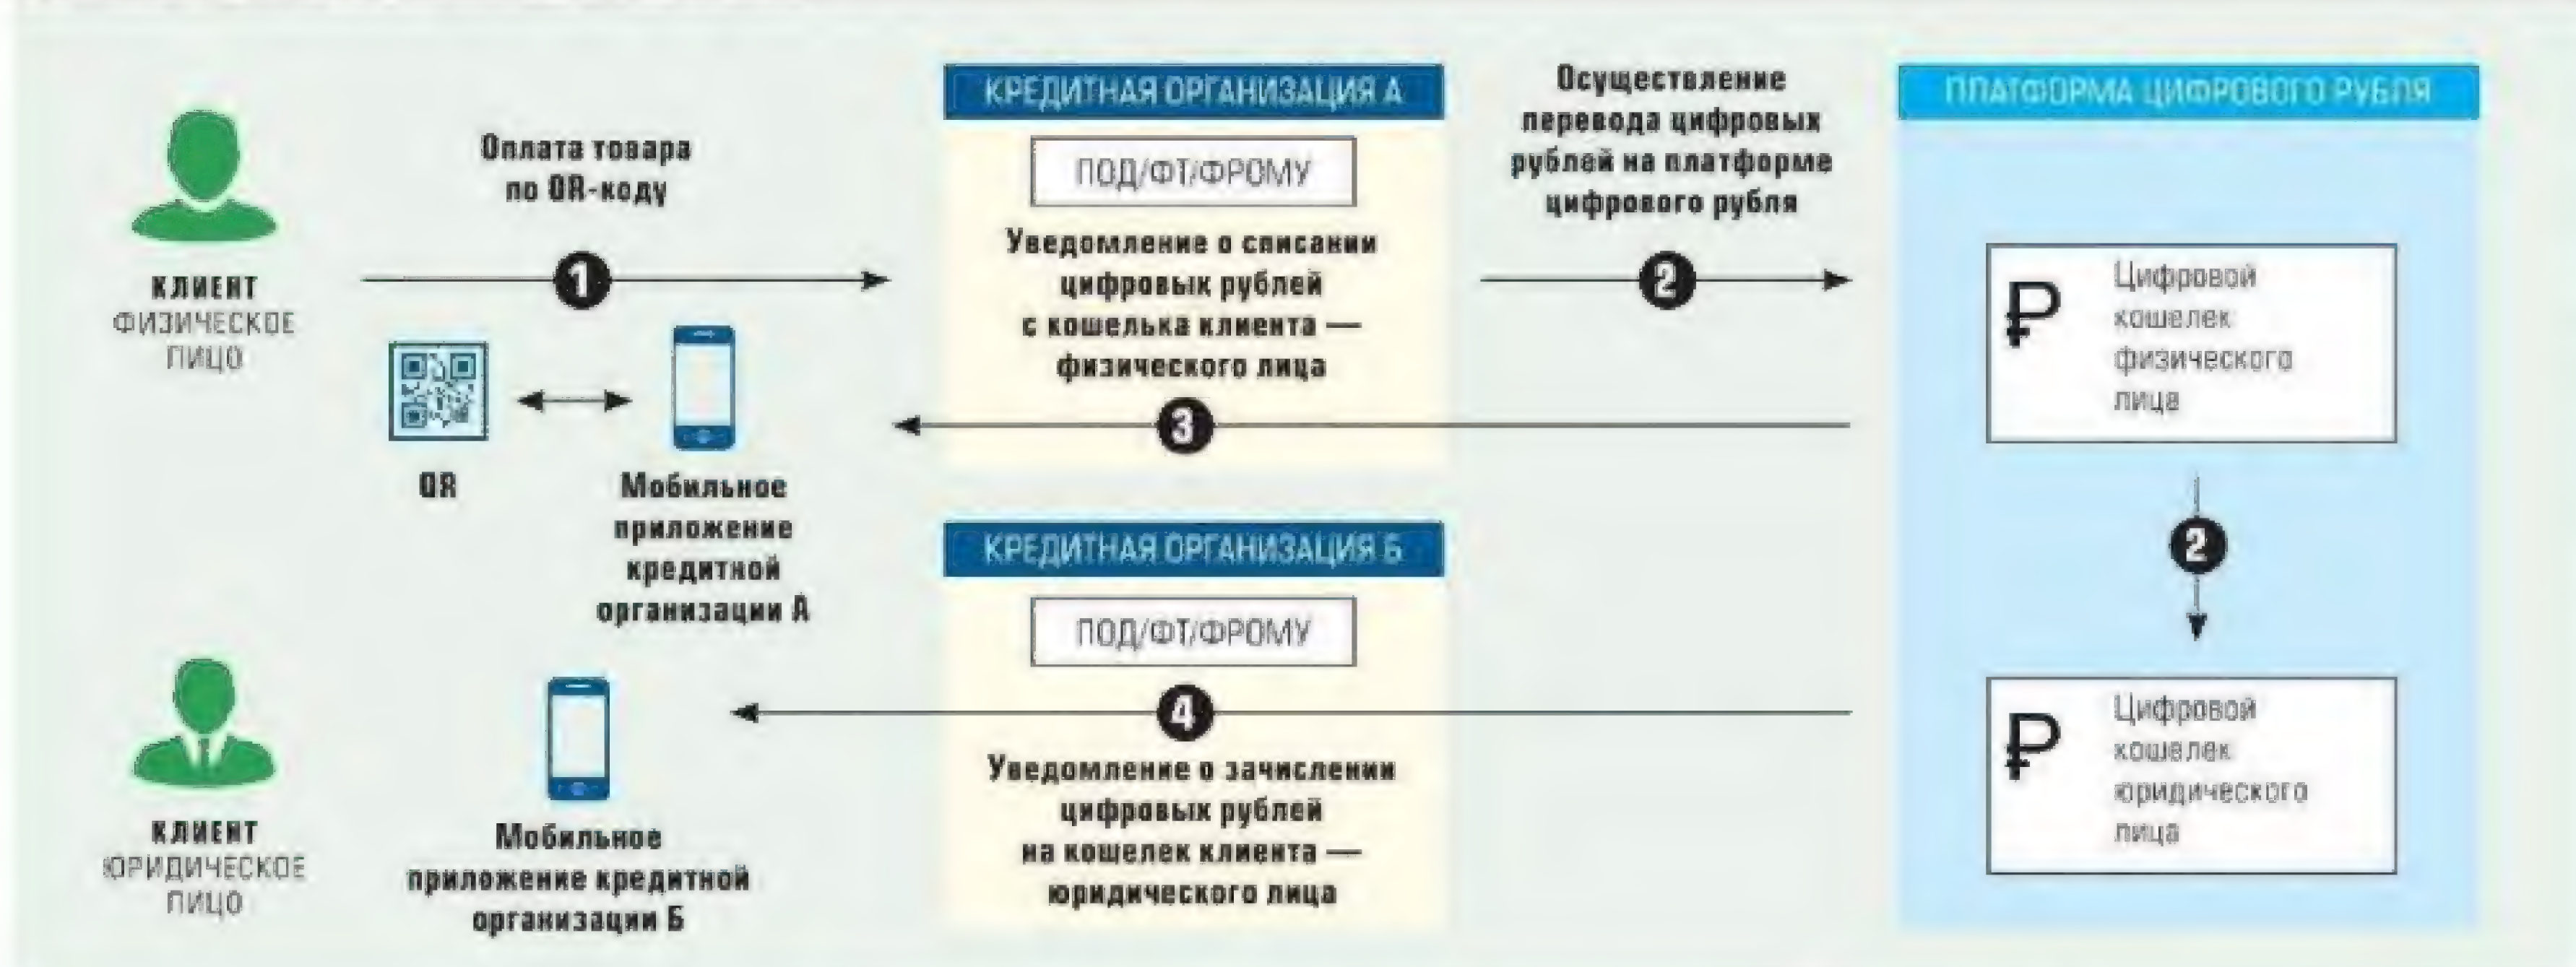 КРЕДИТНАЯ ОРГАНИЗАЦИЯ А
ПОД/ФТ/ФРОМУ
Уведомление о списании
цифровых рублей
с кошелька клиента —
физического лица
3
Оплата товара
по QR-коду
1
КЛИЕНТ
ФИЗИЧЕСКОЕ
ЛИЦО
QR
Мобильное
приложение
кредитной
организации А
Осуществление
перевода цифровых
рублей на платформе
цифрового рубля
2
ПЛАТФОРМА ЦИФРОВОГО РУБЛЯ
₽
Цифровой
кошелек
физического
лица
2
₽
Цифровой
кошелек
юридического
лица
КРЕДИТНАЯ ОРГАНИЗАЦИЯ Б
ПОД/ФТ/ФРОМУ
4
Уведомление о зачислении
цифровых рублей
на кошелек клиента —
юридического лица
КЛИЕНТ
ЮРИДИЧЕСКОЕ
ЛИЦО
Мобильное
приложение кредитной
организации Б